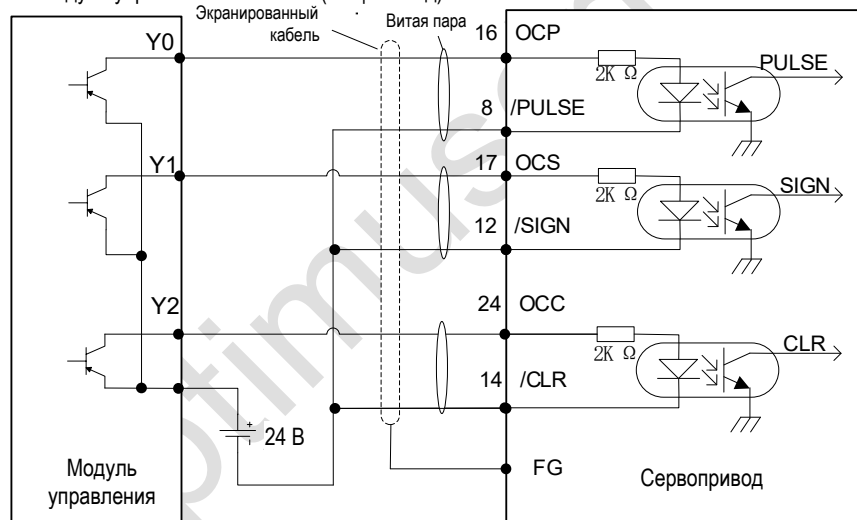 Экранированный
кабель
Витая пара
Y0
16 OCP
2K Ω
PULSE
8 /PULSE
Y1
17 OCS
2K Ω
SIGN
12 /SIGN
Y2
24 OCC
2K Ω
CLR
14 /CLR
+
-
24 В
FG
Модуль
управления
Сервопривод